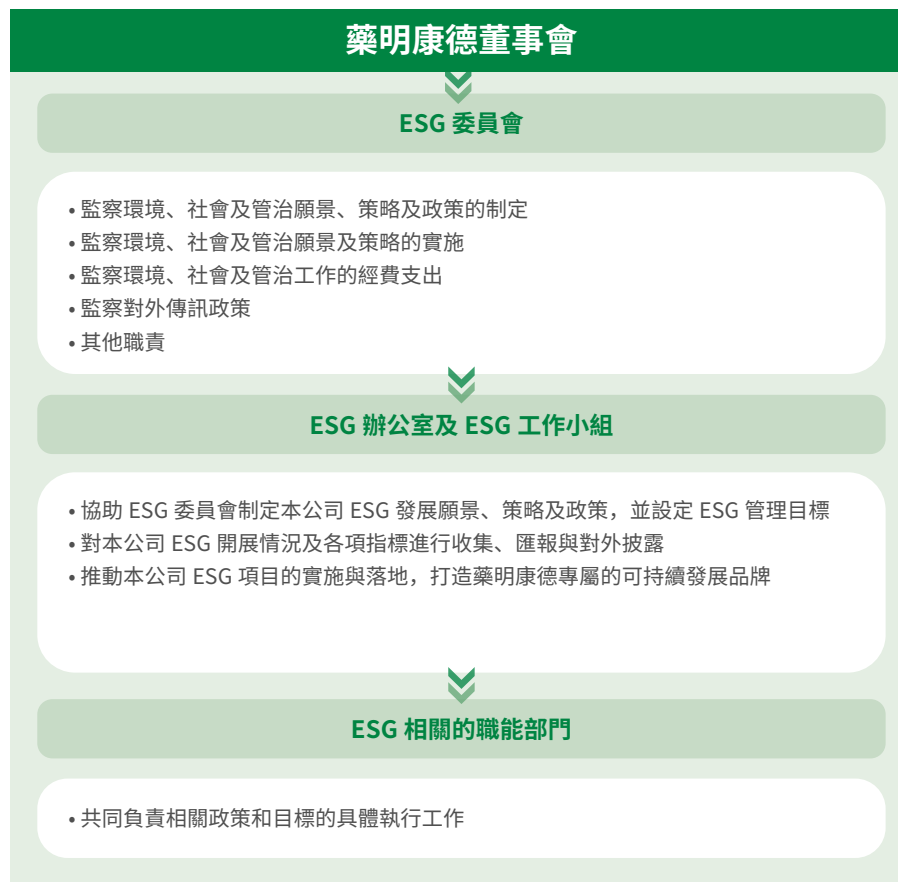 藥明康德董事會
ESG 委員會
• 監察環境、社會及管治願景、策略及政策的制定
• 監察環境、社會及管治願景及策略的實施
• 監察環境、社會及管治工作的經費支出
• 監察對外傳訊政策
• 其他職責
ESG 辦公室及 ESG 工作小組
• 協助 ESG 委員會制定本公司 ESG 發展願景、策略及政策，並設定 ESG 管理目標
• 對本公司 ESG 開展情況及各項指標進行收集、匯報與對外披露
• 推動本公司 ESG 項目的實施與落地，打造藥明康德專屬的可持續發展品牌
ESG 相關的職能部門
• 共同負責相關政策和目標的具體執行工作